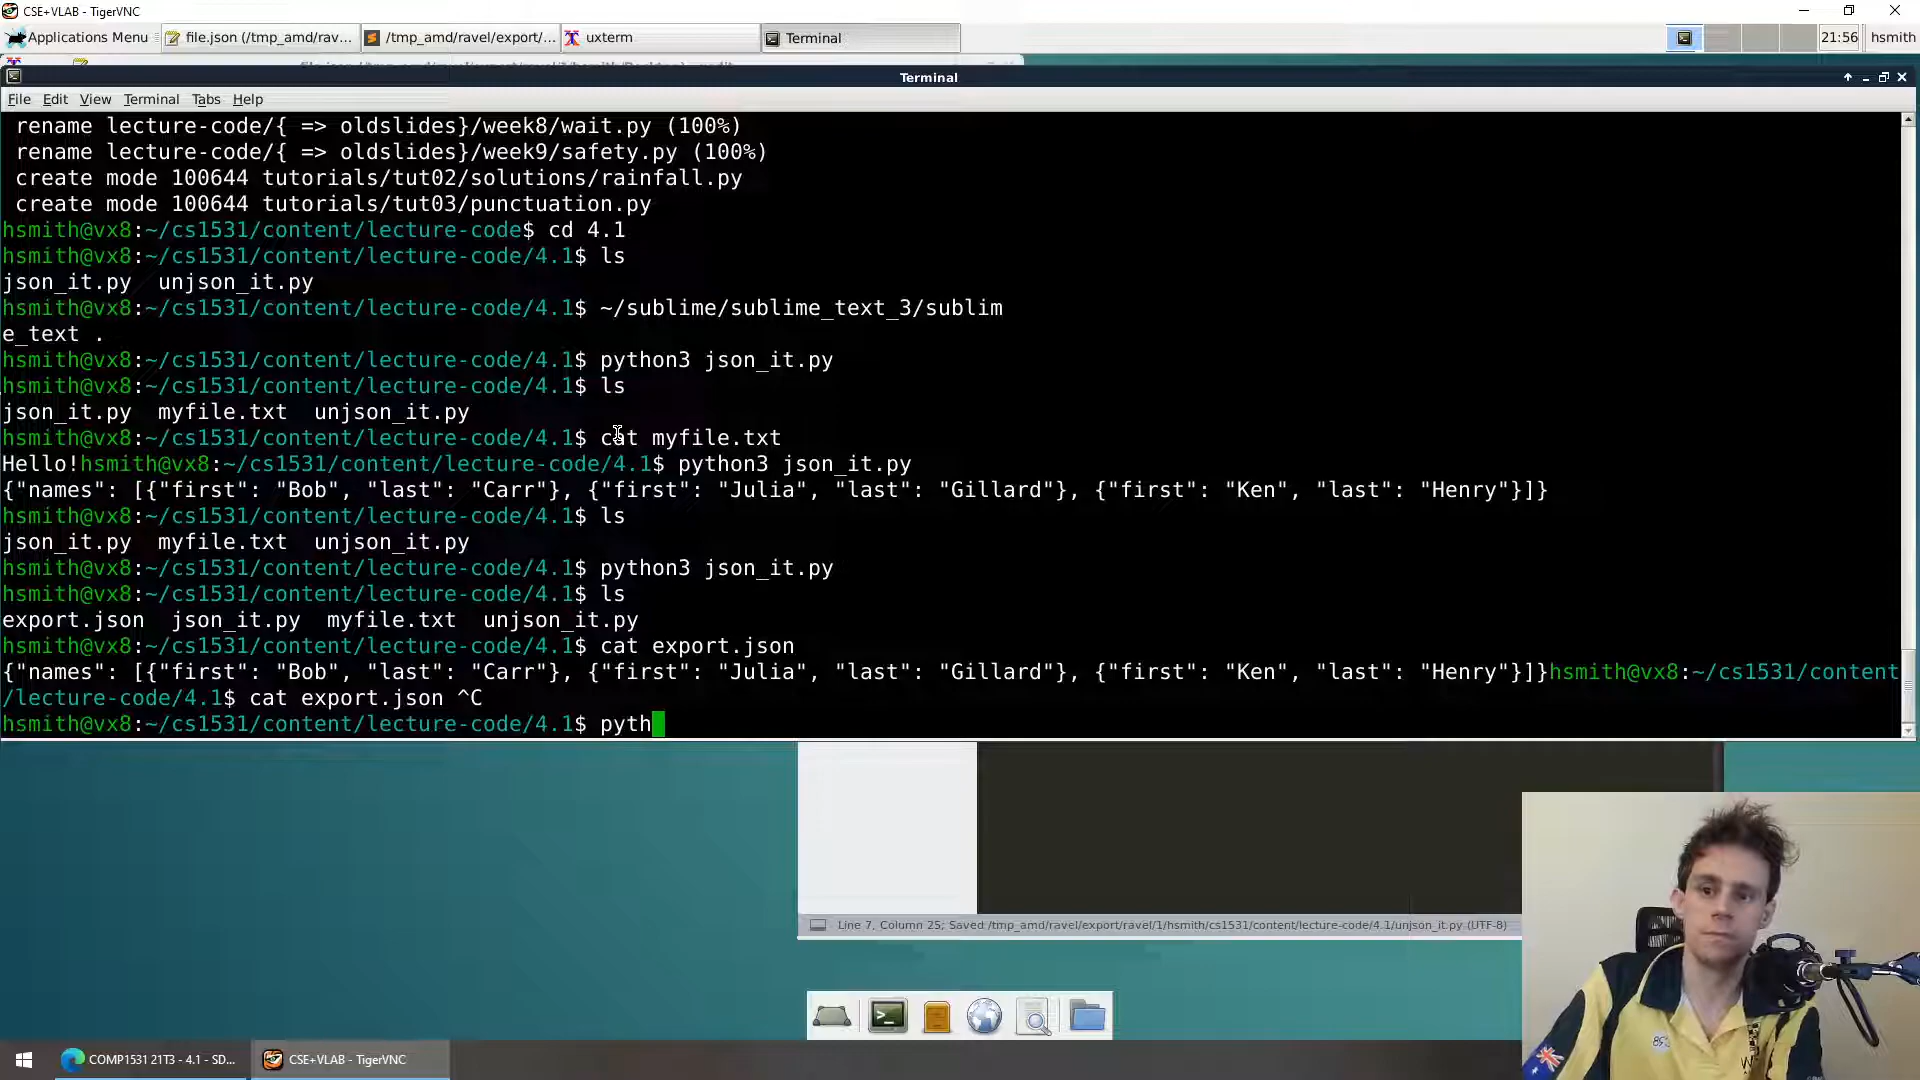 CSE+VLAB - TigerVNC
Applications Menu
file.json (/tmp_amd/rav...
/tmp_amd/ravel/export/...
uxterm
Terminal
21:56
hsmith
Terminal
File Edit View Terminal Tabs Help
rename lecture-code/{ => oldslides}/week8/wait.py (100%)
rename lecture-code/{ => oldslides}/week9/safety.py (100%)
create mode 100644 tutorials/tut02/solutions/rainfall.py
create mode 100644 tutorials/tut03/punctuation.py
hsmith@vx8:~/cs1531/content/lecture-code$ cd 4.1
hsmith@vx8:~/cs1531/content/lecture-code/4.1$ ls
json_it.py  unjson_it.py
hsmith@vx8:~/cs1531/content/lecture-code/4.1$ ~/sublime/sublime_text_3/sublim
e_text .
hsmith@vx8:~/cs1531/content/lecture-code/4.1$ python3 json_it.py
hsmith@vx8:~/cs1531/content/lecture-code/4.1$ ls
json_it.py  myfile.txt  unjson_it.py
hsmith@vx8:~/cs1531/content/lecture-code/4.1$ cat myfile.txt
Hello!hsmith@vx8:~/cs1531/content/lecture-code/4.1$ python3 json_it.py
{"names": [{"first": "Bob", "last": "Carr"}, {"first": "Julia", "last": "Gillard"}, {"first": "Ken", "last": "Henry"}]}
hsmith@vx8:~/cs1531/content/lecture-code/4.1$ ls
json_it.py  myfile.txt  unjson_it.py
hsmith@vx8:~/cs1531/content/lecture-code/4.1$ python3 json_it.py
hsmith@vx8:~/cs1531/content/lecture-code/4.1$ ls
export.json  json_it.py  myfile.txt  unjson_it.py
hsmith@vx8:~/cs1531/content/lecture-code/4.1$ cat export.json
{"names": [{"first": "Bob", "last": "Carr"}, {"first": "Julia", "last": "Gillard"}, {"first": "Ken", "last": "Henry"}]}hsmith@vx8:~/cs1531/content
/lecture-code/4.1$ cat export.json ^C
hsmith@vx8:~/cs1531/content/lecture-code/4.1$ pyth
Line 7, Column 25; Saved /tmp_amd/ravel/export/ravel/1/hsmith/cs1531/content/lecture-code/4.1/unjson_it.py (UTF-8)
COMP1531 21T3 - 4.1 - SD...
CSE+VLAB - TigerVNC